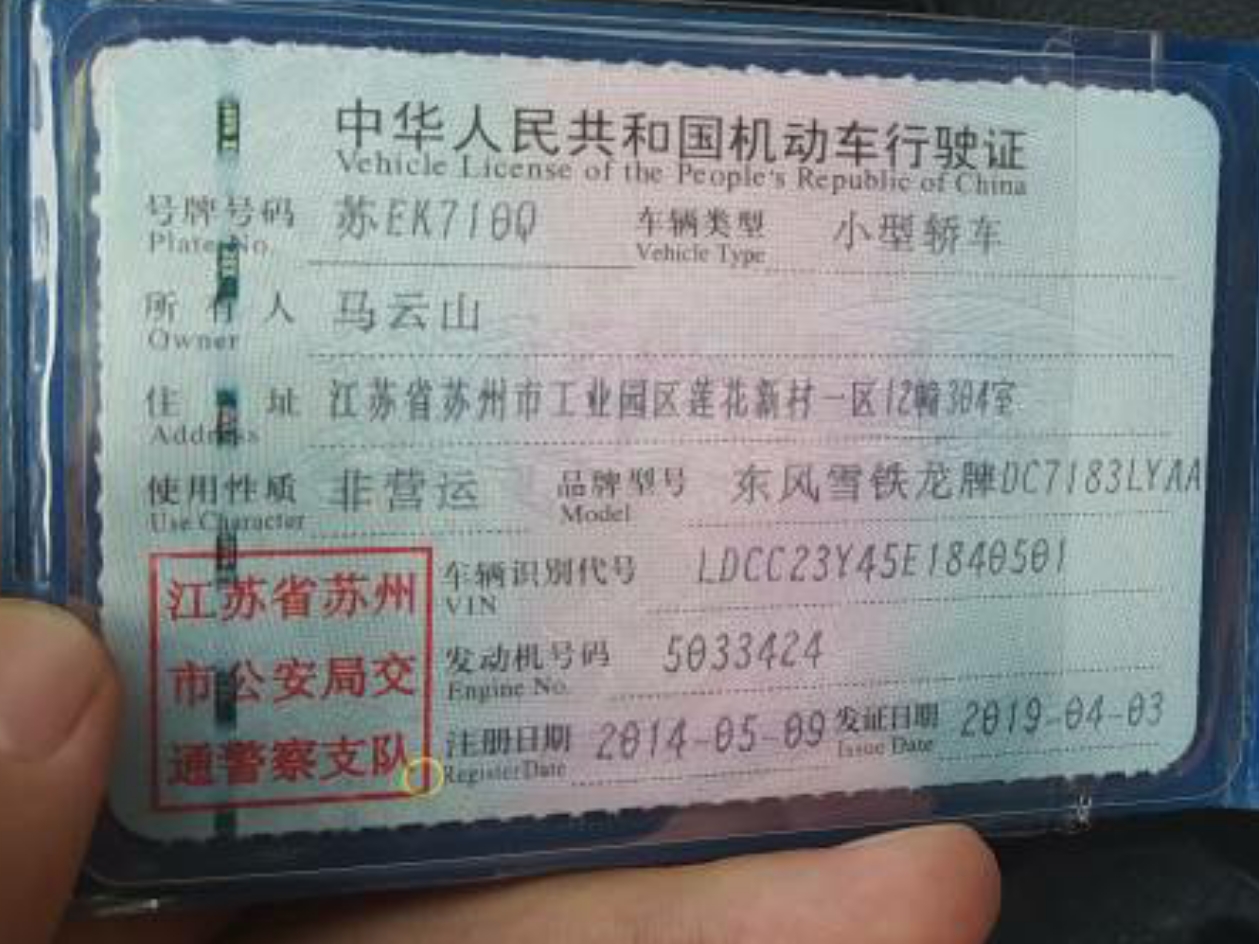 中华人民共和国机动车行驶证
Vehicle License of the People's Republic of China
号牌号码 苏EK710Q 车辆类型 小型轿车
Plate No. Vehicle Type
所有人 马云山
Owner
住址 江苏省苏州市工业园区莲花新村一区12幢304室
Address
使用性质 非营运 品牌型号 东风雪铁龙牌DC7183LYAA
Use Character Model
江苏省苏州
市公安局交
通警察支队
车辆识别代号 LDCC23Y45E1840501
VIN
发动机号码 5033424
Engine No.
注册日期 2014-05-09 发证日期 2019-04-03
Register Date Issue Date